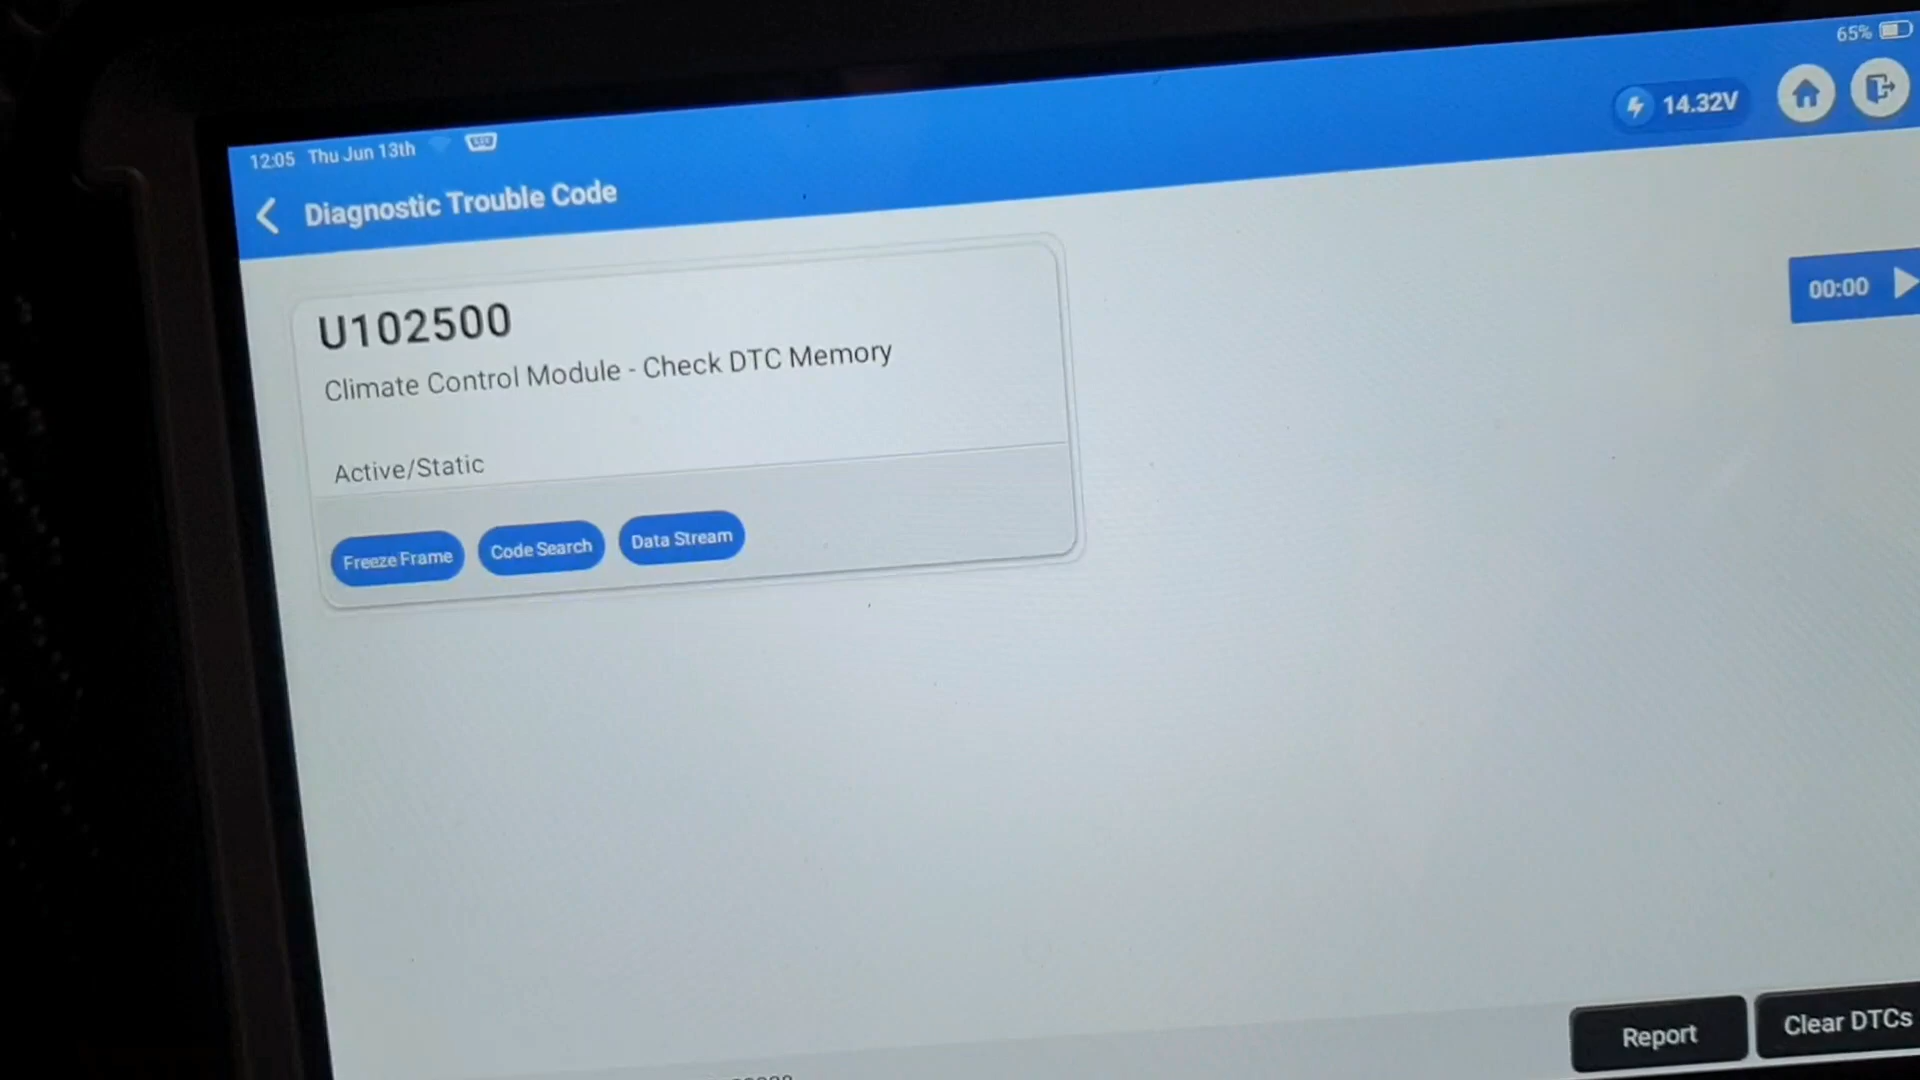 65%
14.32V
12:05 Thu Jun 13th
Diagnostic Trouble Code
00:00
U102500
Climate Control Module - Check DTC Memory
Active/Static
Freeze Frame Code Search Data Stream
Report Clear DTCs